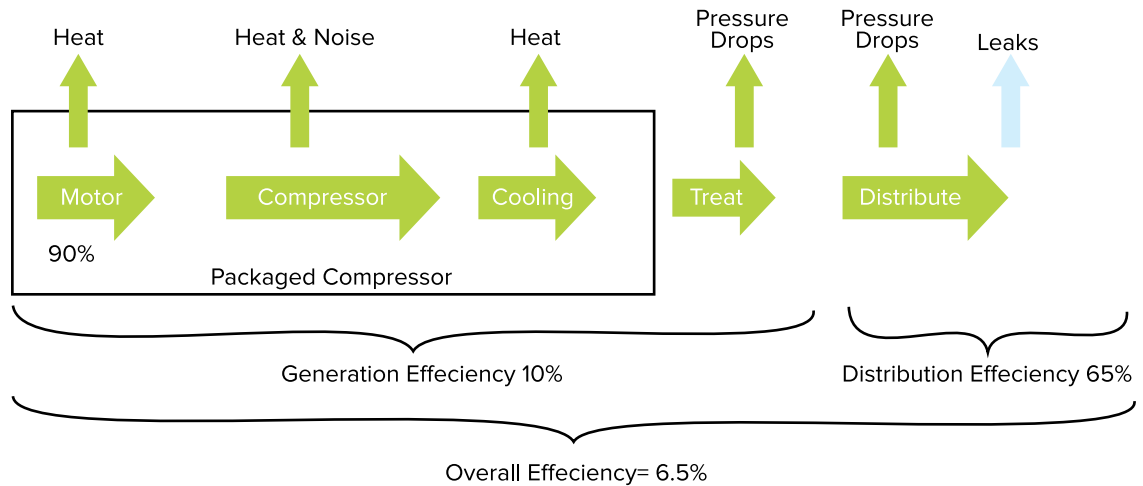 Heat
Heat & Noise
Heat
Pressure
Drops
Pressure
Drops
Leaks
Motor
Compressor
Cooling
Treat
Distribute
90%
Packaged Compressor
Generation Effeciency 10%
Distribution Effeciency 65%
Overall Effeciency= 6.5%